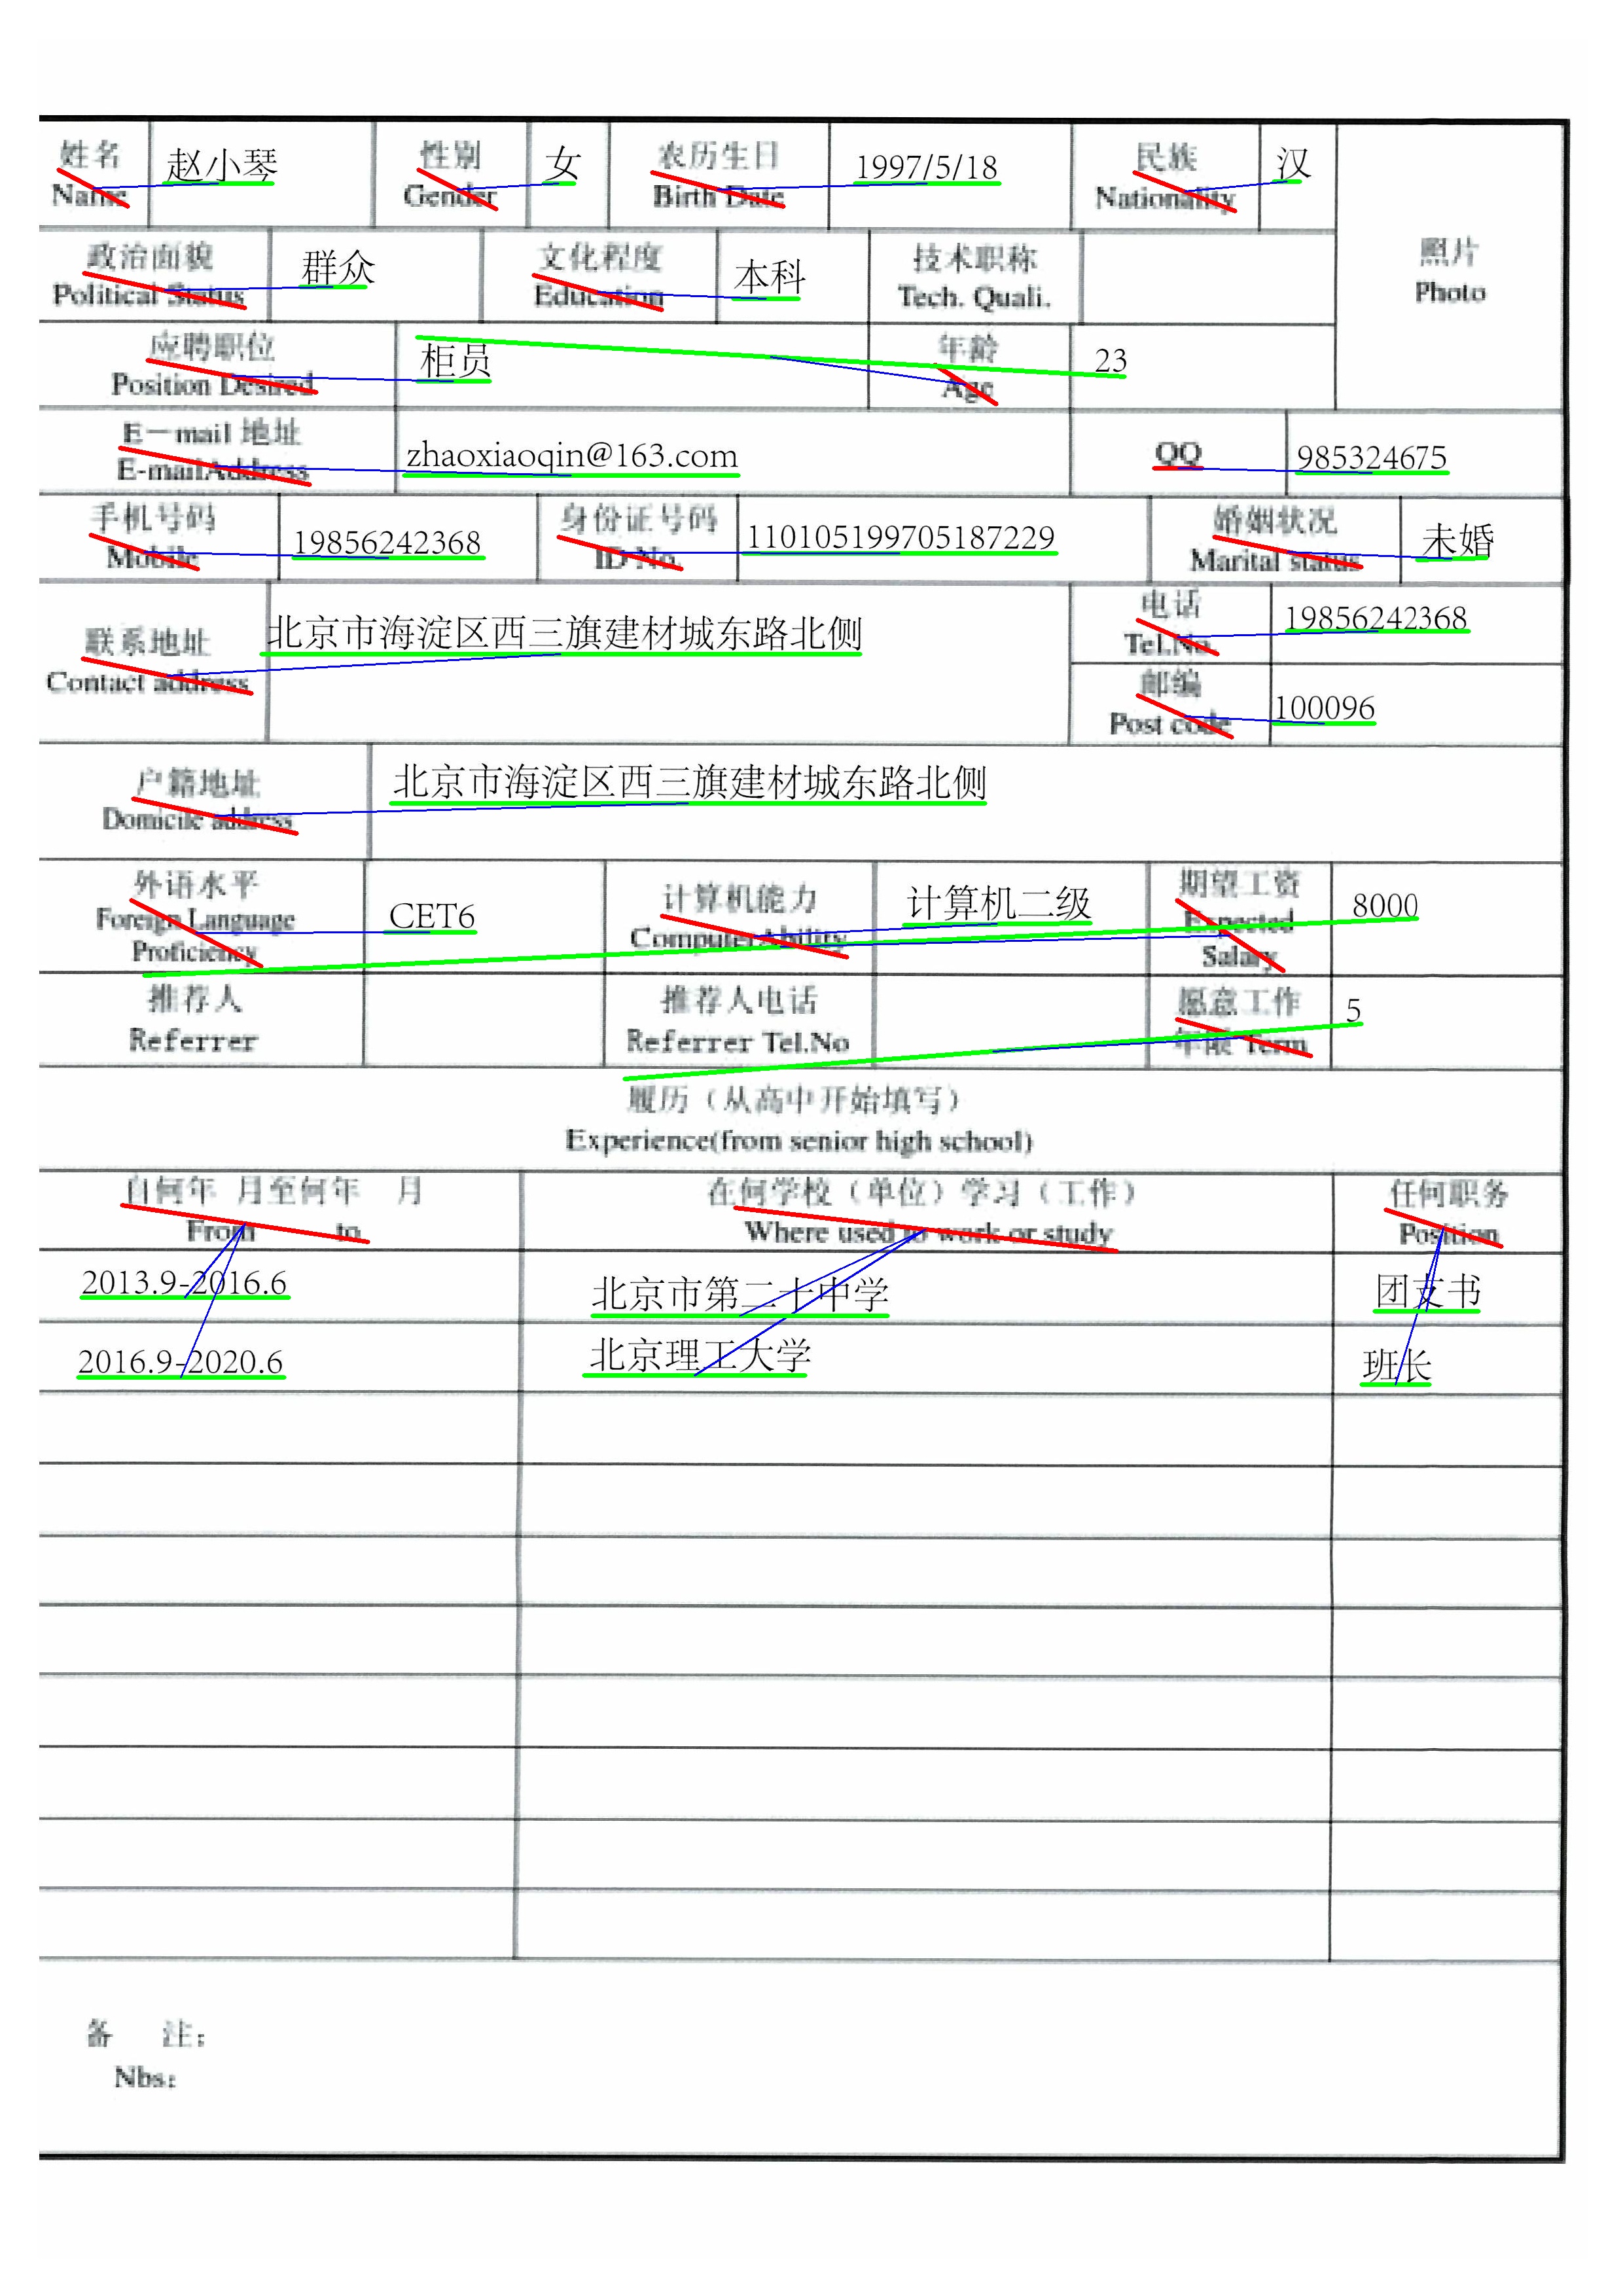 姓名 赵小琴 性别 女 农历生日 1997/5/18 民族 汉
Name Gender Birth Date Nationality
照片
Photo
政治面貌 群众 文化程度 本科 技术职称
Political Status Education Tech. Quali.
应聘职位 柜员 年龄 23
Position Desired Age
E-mail 地址 zhaoxiaoqin@163.com QQ 985324675
E-mailAddress
手机号码 19856242368 身份证号码 110105199705187229 婚姻状况 未婚
Mobile ID No. Marital status
联系地址 北京市海淀区西三旗建材城东路北侧 电话 19856242368
Contact address Tel.No.
邮编 100096
Post code
户籍地址 北京市海淀区西三旗建材城东路北侧
Domicile address
外语水平 CET6 计算机能力 计算机二级 期望工资 8000
Foreign Language ComputerAbility Expected
Proficiency Salary
推荐人 推荐人电话 愿意工作 5
Referrer Referrer Tel.No 年限 Term
履历（从高中开始填写）
Experience(from senior high school)
自何年 月至何年 月 在何学校（单位）学习（工作） 任何职务
From to Where used to work or study Position
2013.9-2016.6 北京市第二十中学 团支书
2016.9-2020.6 北京理工大学 班长
备 注：
Nbs: